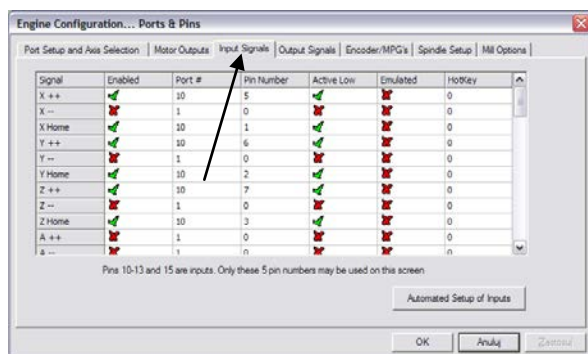 Engine Configuration... Ports & Pins
Port Setup and Axis Selection Motor Outputs Input Signals Output Signals Encoder/MPG's Spindle Setup Mill Options
Signal Enabled Port # Pin Number Active Low Emulated HotKey
X ++ 10 5 0
X -- 1 0 0
X Home 10 1 0
Y ++ 10 6 0
Y -- 1 0 0
Y Home 10 2 0
Z ++ 10 7 0
Z -- 1 0 0
Z Home 10 3 0
A ++ 1 0 0
A -- 1 0 0
Pins 10-13 and 15 are inputs. Only these 5 pin numbers may be used on this screen
Automated Setup of Inputs
OK Anuluj Zastosuj